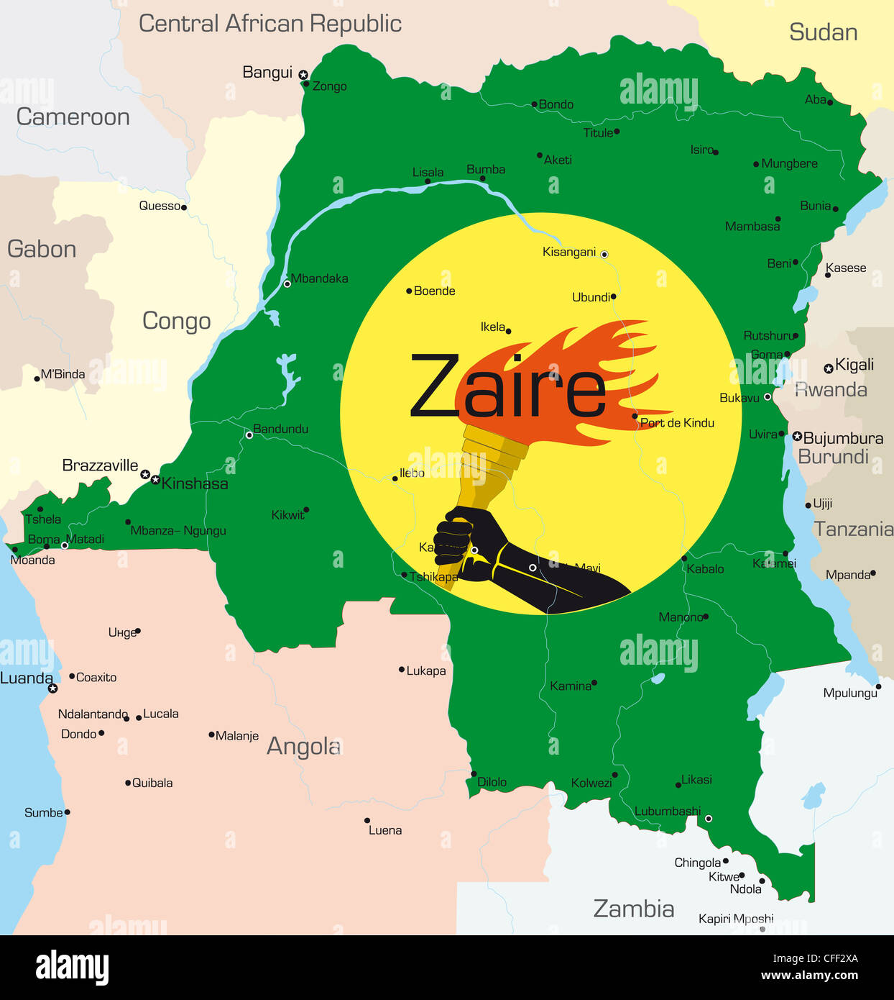 Central African Republic
Sudan
Bangui
Zongo
Cameroon
Aba
Bondo
Titule
Isiro
Aketi
Mungbere
Lisala
Bumba
Quesso
Bunia
Mambasa
Gabon
Kisangani
Beni
Kasese
Mbandaka
Boende
Ubundi
Congo
Ikela
Rutshuru
Goma
Kigali
M'Binda
Zaire
Rwanda
Bukavu
Port de Kindu
Bandundu
Uvira
Bujumbura
Burundi
Brazzaville
Kinshasa
Ilebo
Ujiji
Tshela
Kikwit
Mbanza- Ngungu
Tanzania
Boma
Matadi
Moanda
Kabalo
Kalemei
Mpanda
Tshikapa
Manono
Uнge
Luanda
Coaxito
Lukapa
Kamina
Mpulungu
Ndalantando
Lucala
Dondo
Malanje
Angola
Quibala
Dilolo
Kolwezi
Likasi
Sumbe
Lubumbashi
Luena
Chingola
Kitwe
Ndola
Zambia
Kapiri Mposhi
alamy
Image ID: CFF2XA
www.alamy.com